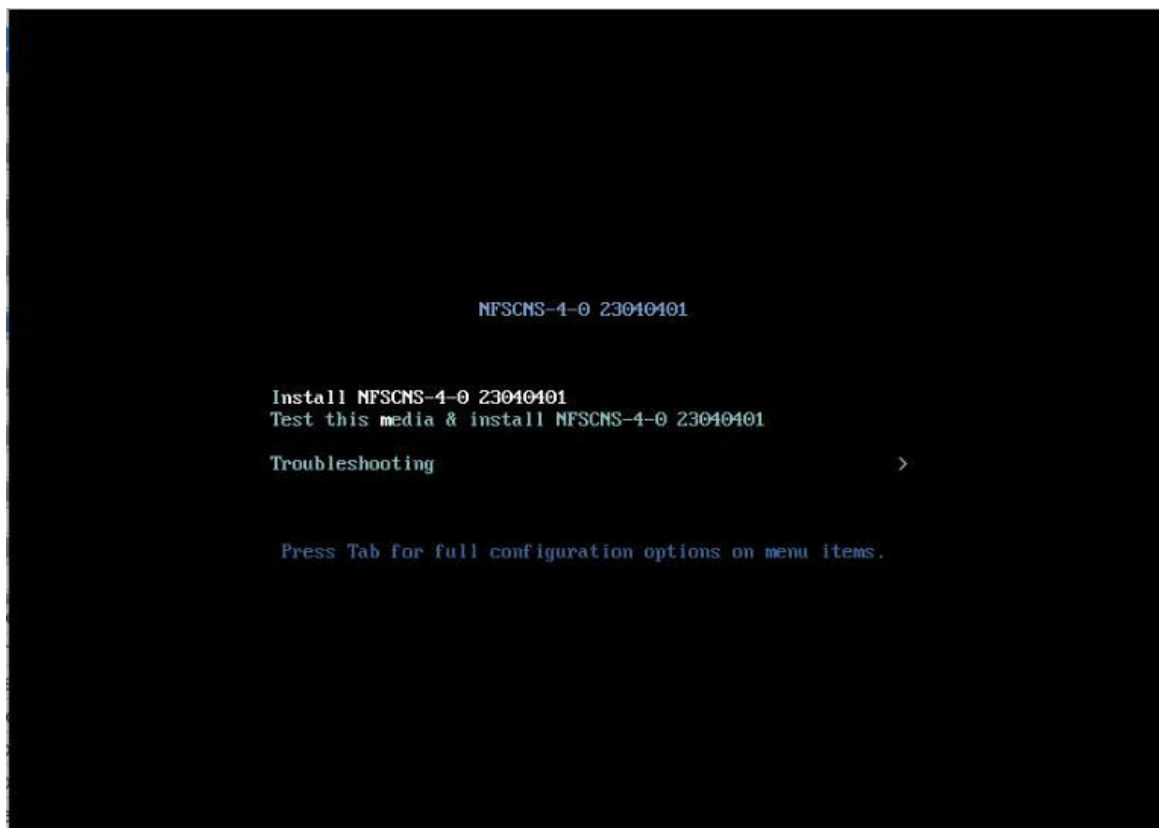 NFSCNS-4-0 23040401
Install NFSCNS-4-0 23040401
Test this media & install NFSCNS-4-0 23040401
Troubleshooting >
Press Tab for full configuration options on menu items.